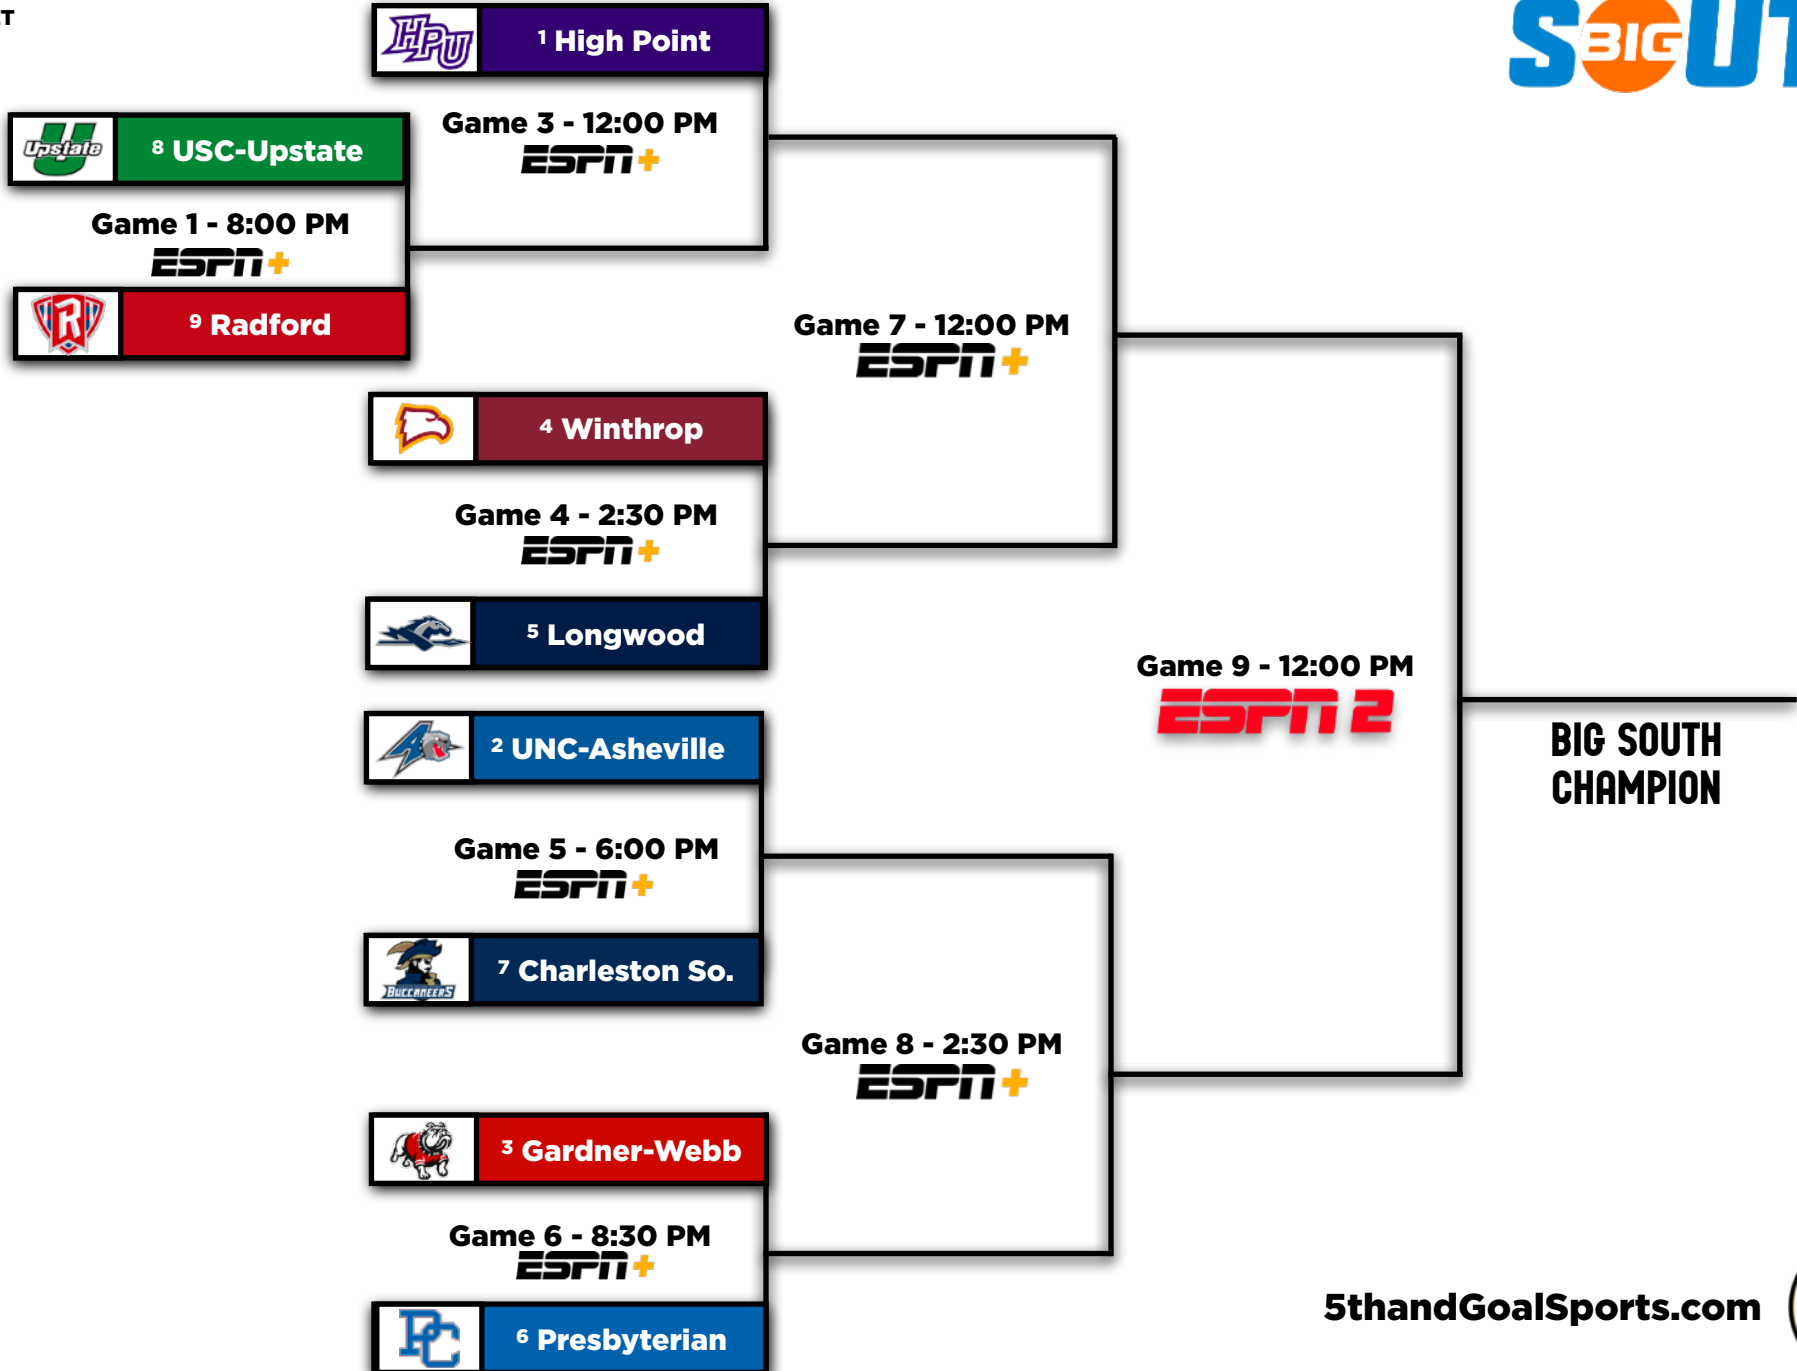 HPU
1 High Point
Game 3 - 12:00 PM
ESPN+
Upstate
8 USC-Upstate
Game 1 - 8:00 PM
ESPN+
R
9 Radford
Game 7 - 12:00 PM
ESPN+
4 Winthrop
Game 4 - 2:30 PM
ESPN+
5 Longwood
Game 9 - 12:00 PM
ESPN 2
BIG SOUTH
CHAMPION
A
2 UNC-Asheville
Game 5 - 6:00 PM
ESPN+
BUCCANEERS
7 Charleston So.
Game 8 - 2:30 PM
ESPN+
3 Gardner-Webb
Game 6 - 8:30 PM
ESPN+
PC
6 Presbyterian
5thandGoalSports.com